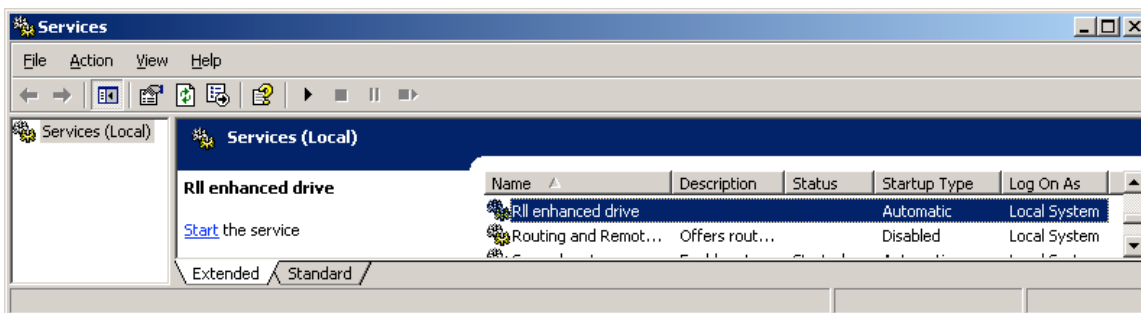 Services
File Action View Help
Services (Local)
Services (Local)
Rll enhanced drive
Start the service
Name Description Status Startup Type Log On As
Rll enhanced drive Automatic Local System
Routing and Remot... Offers rout... Disabled Local System
Extended Standard